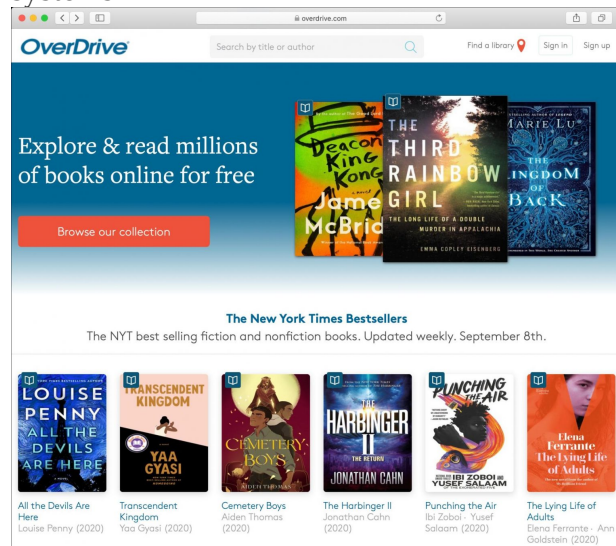 overdrive.com
OverDrive
Search by title or author
Find a library
Sign in
Sign up
Explore & read millions
of books online for free
Browse our collection
Deacon
King
Kong
a novel
James
McBrid
THE
THIRD
RAINBOW
GIRL
THE LONG LIFE OF A DOUBLE
MURDER IN APPALACHIA
EMMA COPLEY EISENBERG
MARIE LU
THE
KINGDOM
OF
BACK
The New York Times Bestsellers
The NYT best selling fiction and nonfiction books. Updated weekly. September 8th.
LOUISE
PENNY
ALL THE
DEVILS
ARE HERE
A NOVEL
TRANSCENDENT
KINGDOM
YAA
GYASI
CEMETERY
BOYS
AIDEN THOMAS
THE
HARBINGER
II
THE RETURN
JONATHAN CAHN
PUNCHING
THE AIR
IBI ZOBOI
YUSEF
SALAAM
Elena
Ferrante
The Lying Life
of Adults
All the Devils Are
Here
Louise Penny (2020)
Transcendent
Kingdom
Yaa Gyasi (2020)
Cemetery Boys
Aiden Thomas
(2020)
The Harbinger II
Jonathan Cahn
(2020)
Punching the Air
Ibi Zoboi · Yusef
Salaam (2020)
The Lying Life of
Adults
Elena Ferrante · Ann
Goldstein (2020)